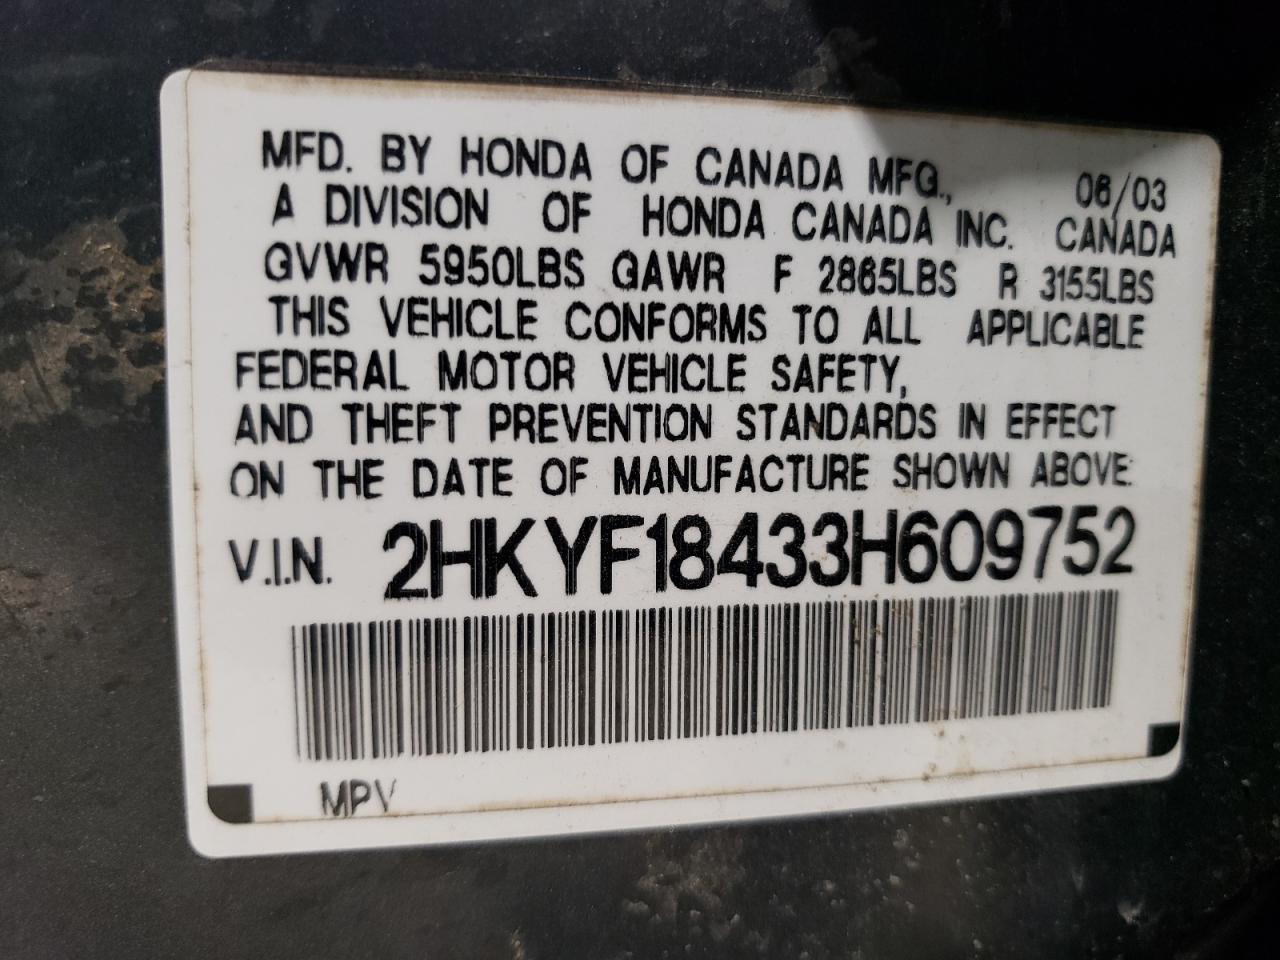 MFD. BY HONDA OF CANADA MFG., 06/03
A DIVISION OF HONDA CANADA INC. CANADA
GVWR 5950LBS GAWR F 2865LBS R 3155LBS
THIS VEHICLE CONFORMS TO ALL APPLICABLE
FEDERAL MOTOR VEHICLE SAFETY,
AND THEFT PREVENTION STANDARDS IN EFFECT
ON THE DATE OF MANUFACTURE SHOWN ABOVE:
V.I.N. 2HKYF18433H609752
MPV